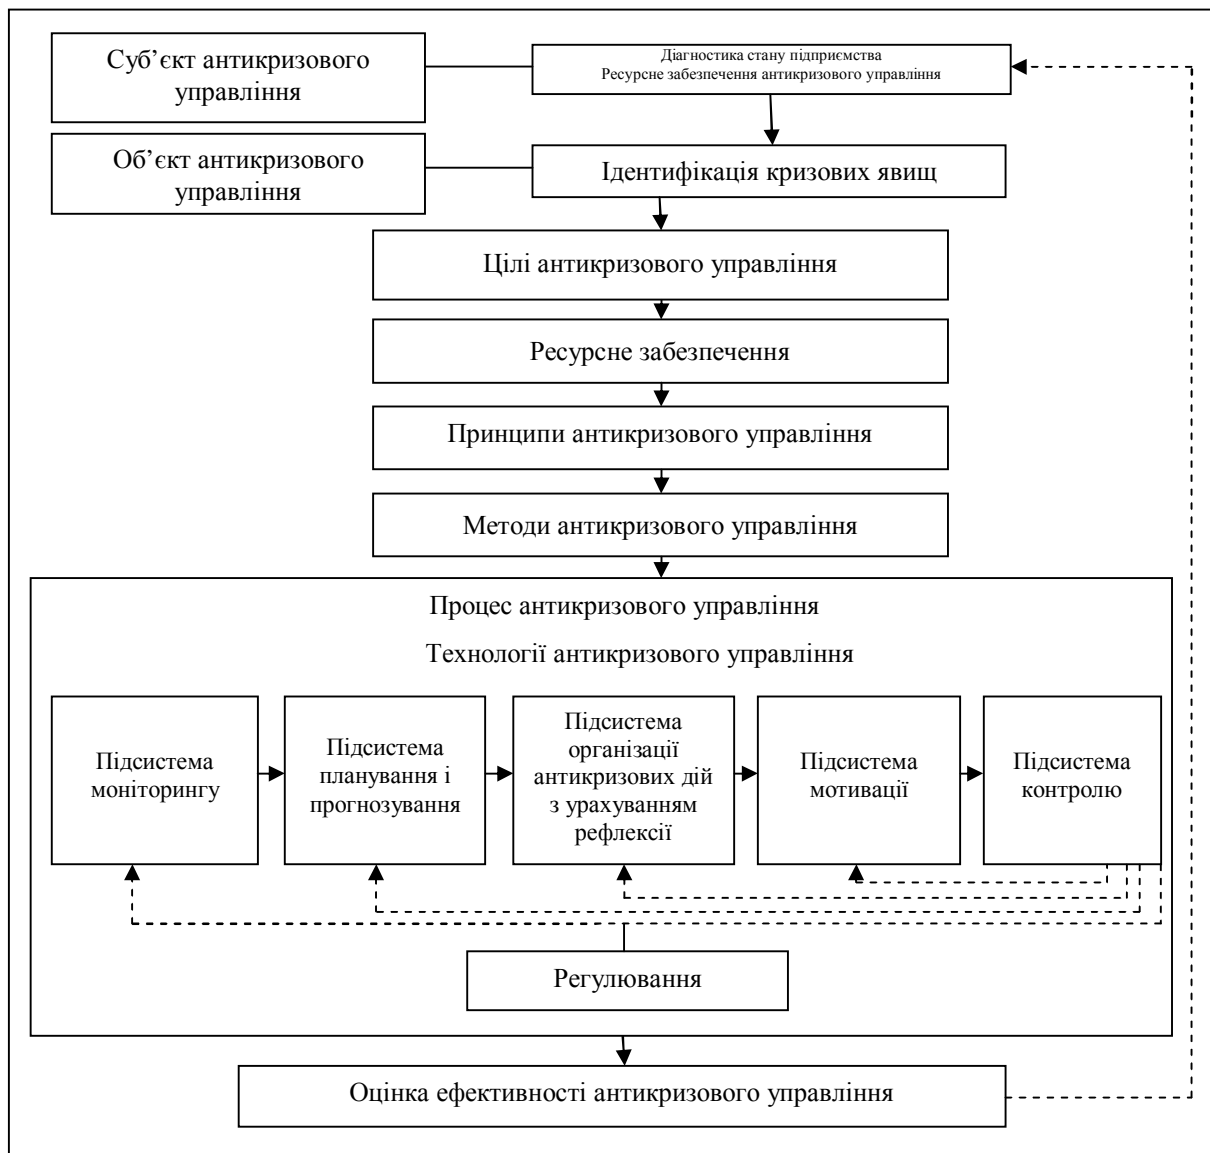 Суб’єкт антикризового
управління
Діагностика стану підприємства
Ресурсне забезпечення антикризового управління
Об’єкт антикризового
управління
Ідентифікація кризових явищ
Цілі антикризового управління
Ресурсне забезпечення
Принципи антикризового управління
Методи антикризового управління
Процес антикризового управління
Технології антикризового управління
Підсистема
моніторингу
Підсистема
планування і
прогнозування
Підсистема
організації
антикризових дій
з урахуванням
рефлексії
Підсистема
мотивації
Підсистема
контролю
Регулювання
Оцінка ефективності антикризового управління